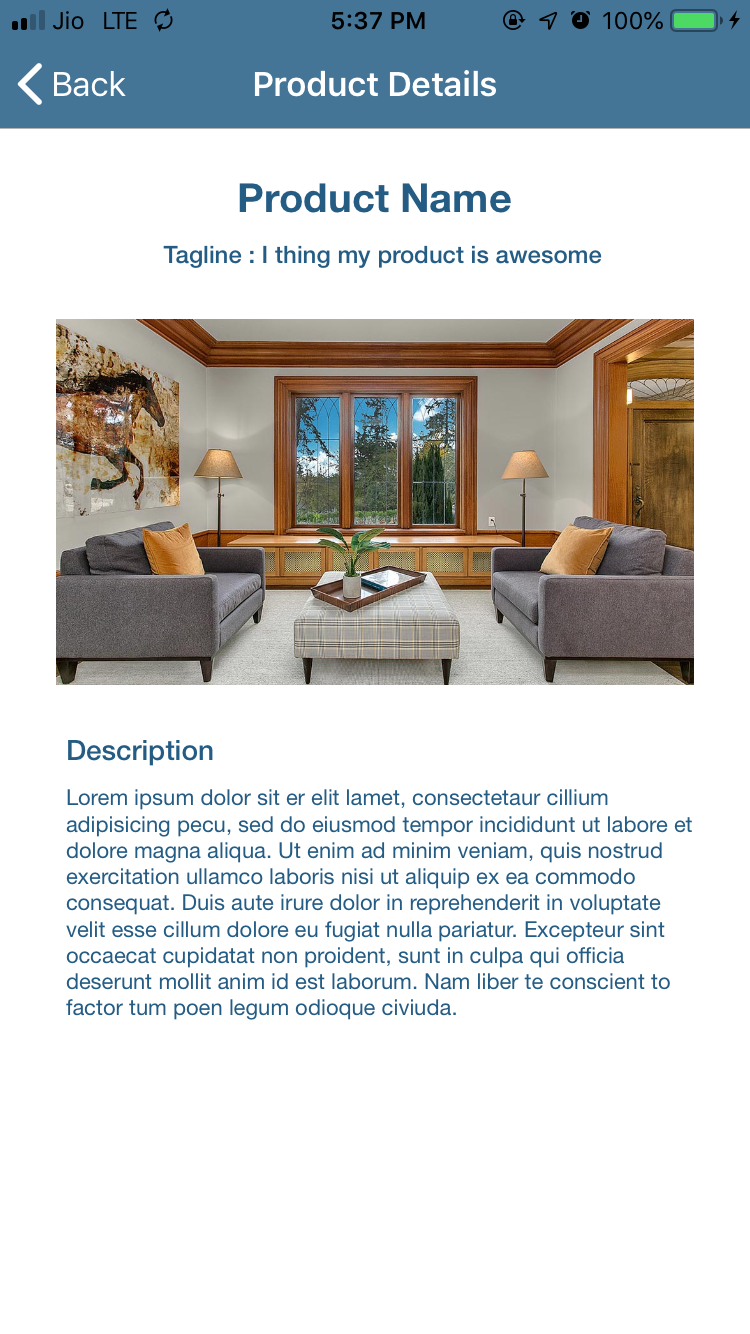 Jio LTE 5:37 PM 100%
Back Product Details
Product Name
Tagline : I thing my product is awesome
Description
Lorem ipsum dolor sit er elit lamet, consectetaur cillium
adipisicing pecu, sed do eiusmod tempor incididunt ut labore et
dolore magna aliqua. Ut enim ad minim veniam, quis nostrud
exercitation ullamco laboris nisi ut aliquip ex ea commodo
consequat. Duis aute irure dolor in reprehenderit in voluptate
velit esse cillum dolore eu fugiat nulla pariatur. Excepteur sint
occaecat cupidatat non proident, sunt in culpa qui officia
deserunt mollit anim id est laborum. Nam liber te conscient to
factor tum poen legum odioque civiuda.